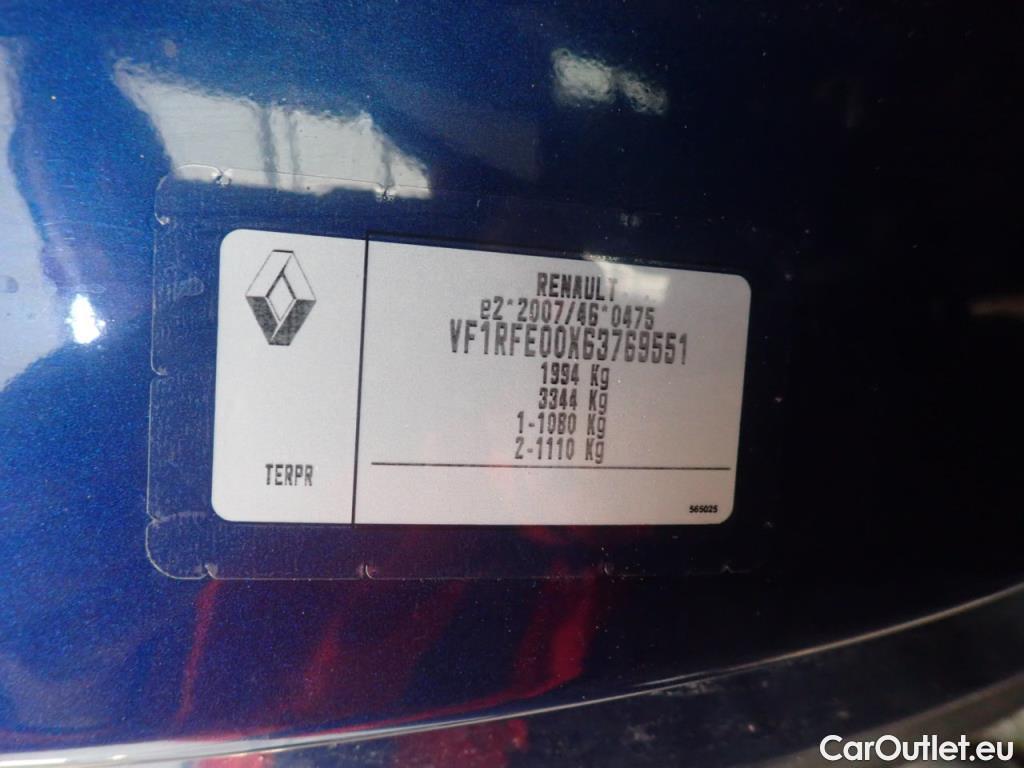 RENAULT
e2*2007/46*0475
VF1RFE00X63769551
1994 Kg
3344 Kg
1-1080 Kg
2-1110 Kg
TERPR
565025
CarOutlet.eu